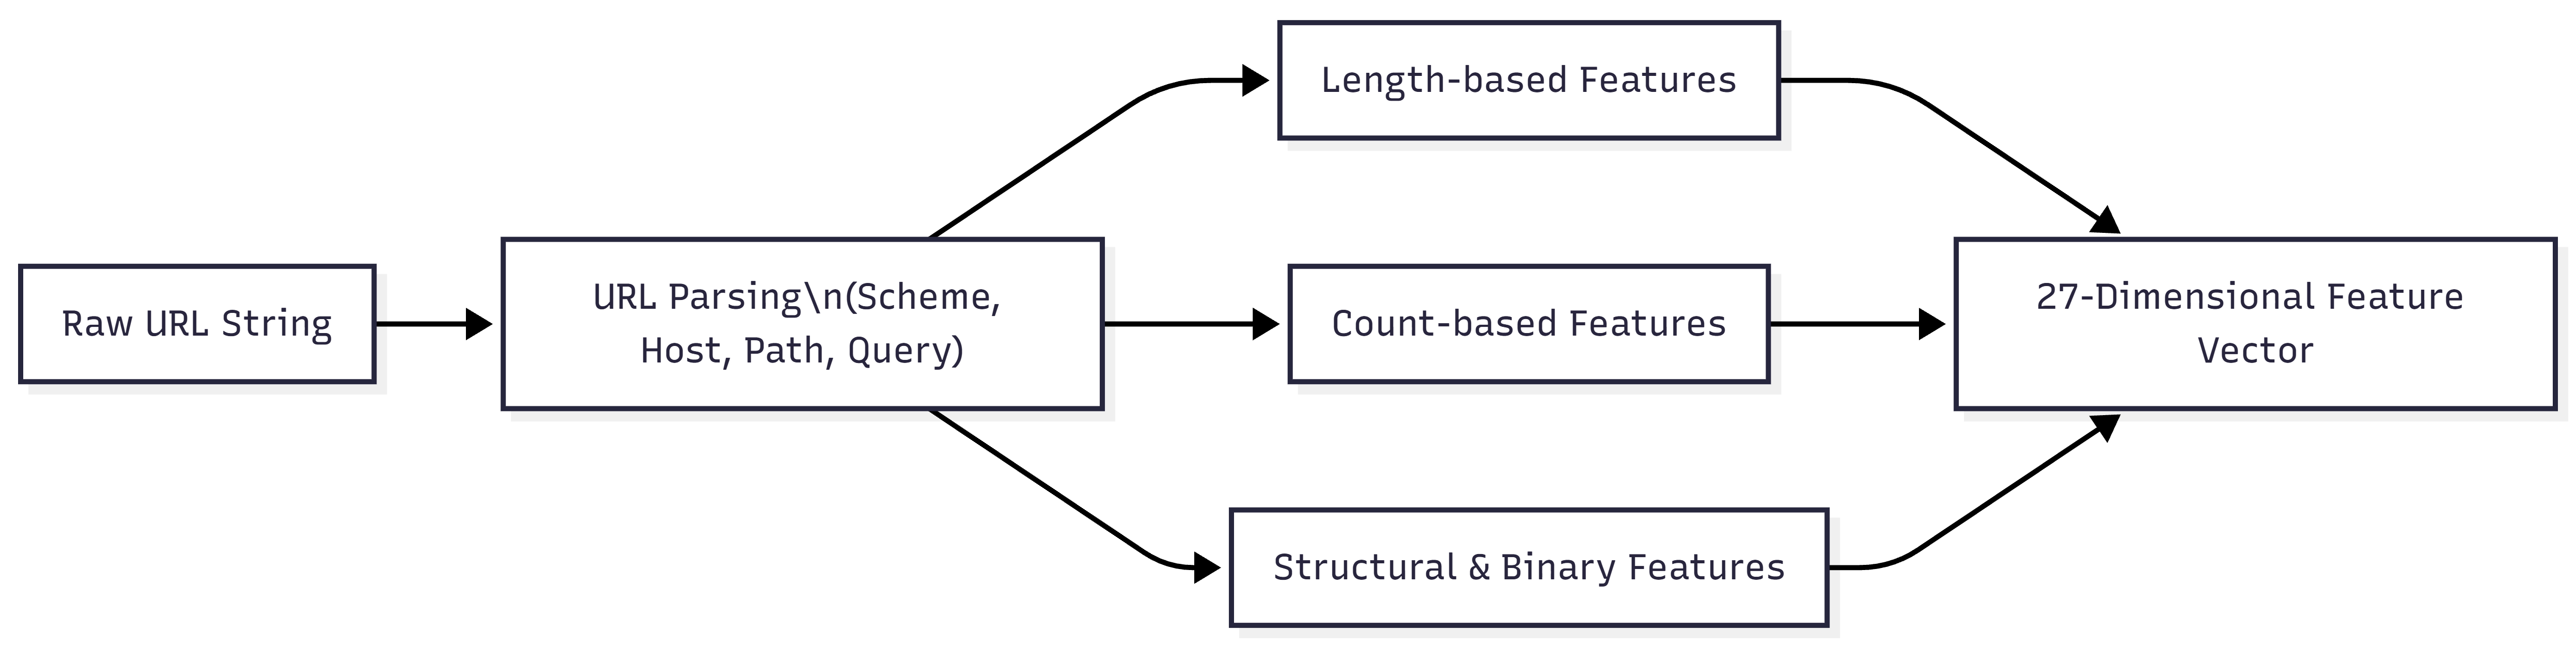 Raw URL String
URL Parsing\n(Scheme,
Host, Path, Query)
Length-based Features
Count-based Features
Structural & Binary Features
27-Dimensional Feature
Vector